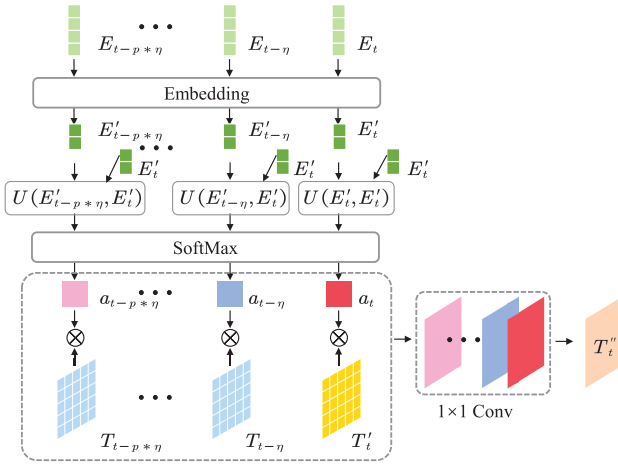 E_{t-p*η} • • • E_{t-η} E_t
Embedding
E'_{t-p*η} • • • E'_{t-η} E'_t
E'_t E'_t E'_t
U(E'_{t-p*η}, E'_t) U(E'_{t-η}, E'_t) U(E'_t, E'_t)
SoftMax
a_{t-p*η} • • • a_{t-η} a_t
• • • T''_t
1×1 Conv
• • •
T_{t-p*η} T_{t-η} T'_t